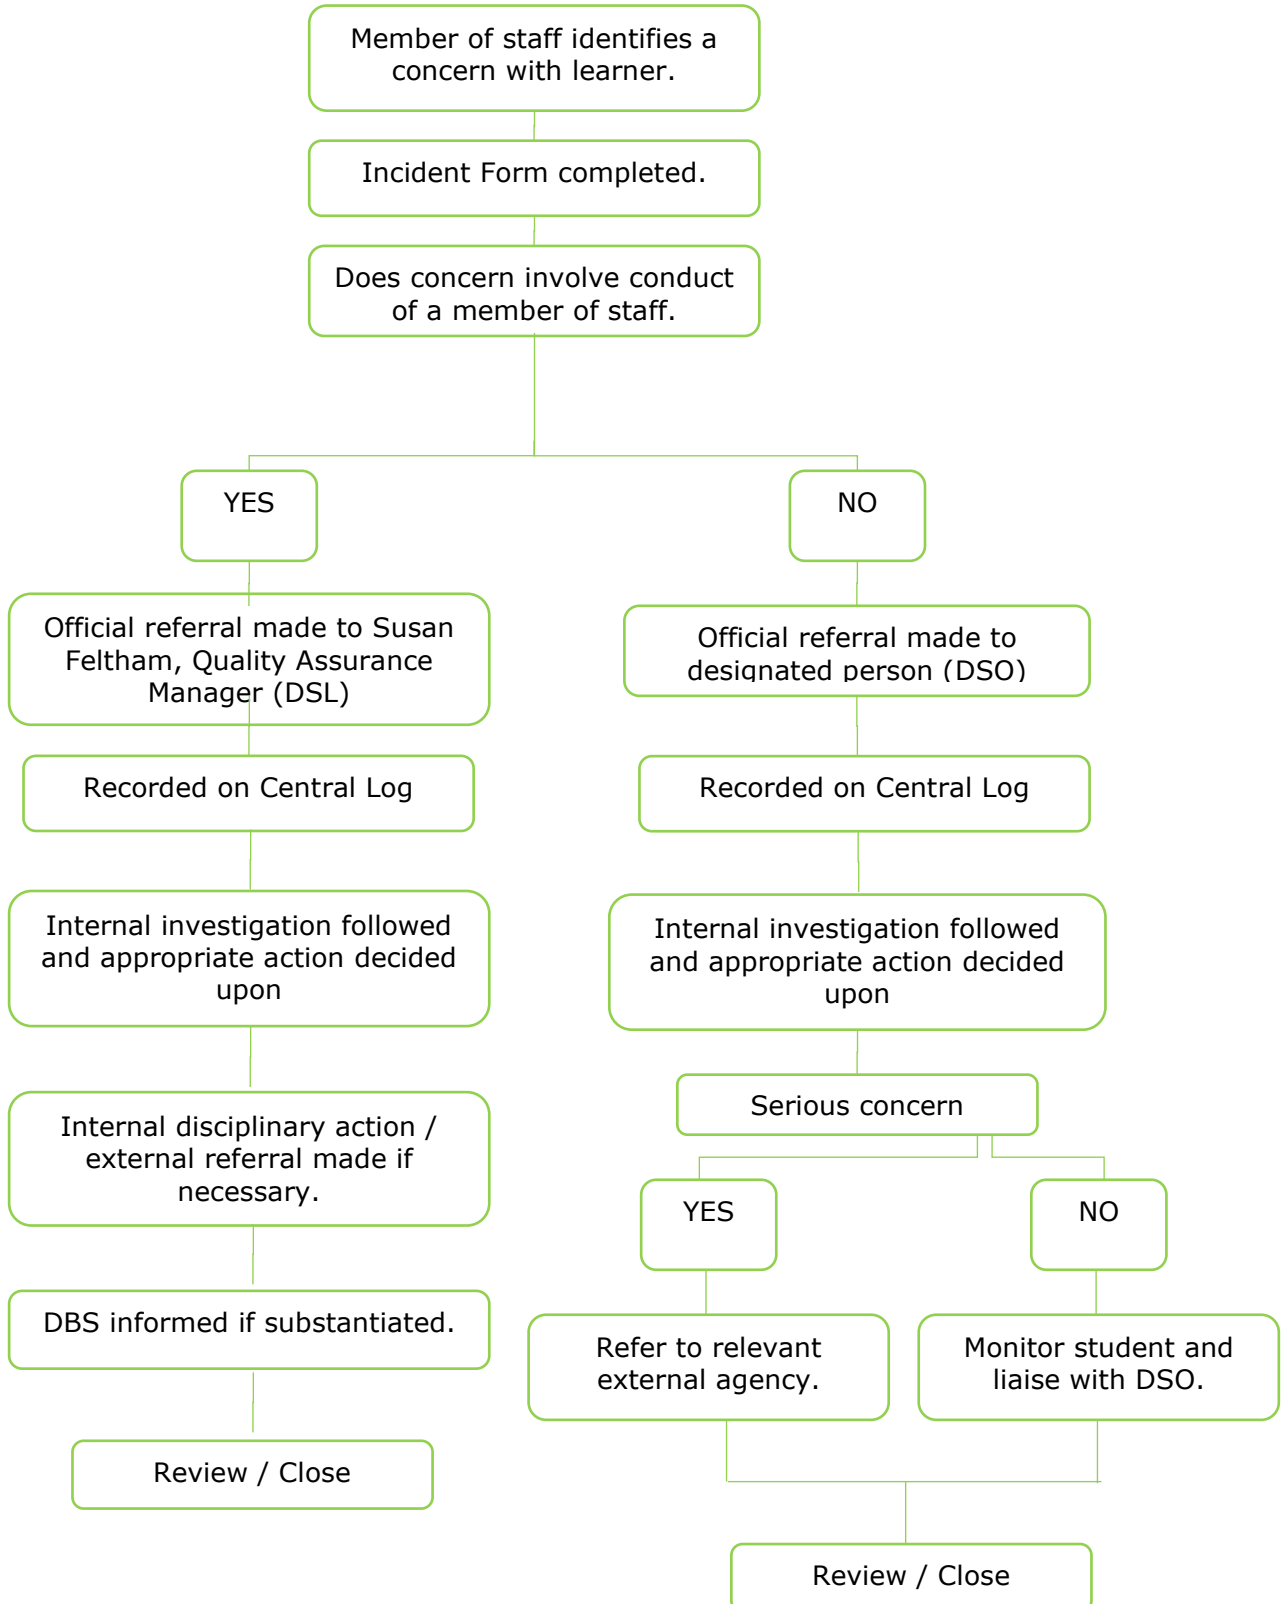 Member of staff identifies a
concern with learner.
Incident Form completed.
Does concern involve conduct
of a member of staff.
YES
Official referral made to Susan
Feltham, Quality Assurance
Manager (DSL)
Recorded on Central Log
Internal investigation followed
and appropriate action decided
upon
Internal disciplinary action /
external referral made if
necessary.
DBS informed if substantiated.
Review / Close
NO
Official referral made to
designated person (DSO)
Recorded on Central Log
Internal investigation followed
and appropriate action decided
upon
Serious concern
YES
Refer to relevant
external agency.
NO
Monitor student and
liaise with DSO.
Review / Close